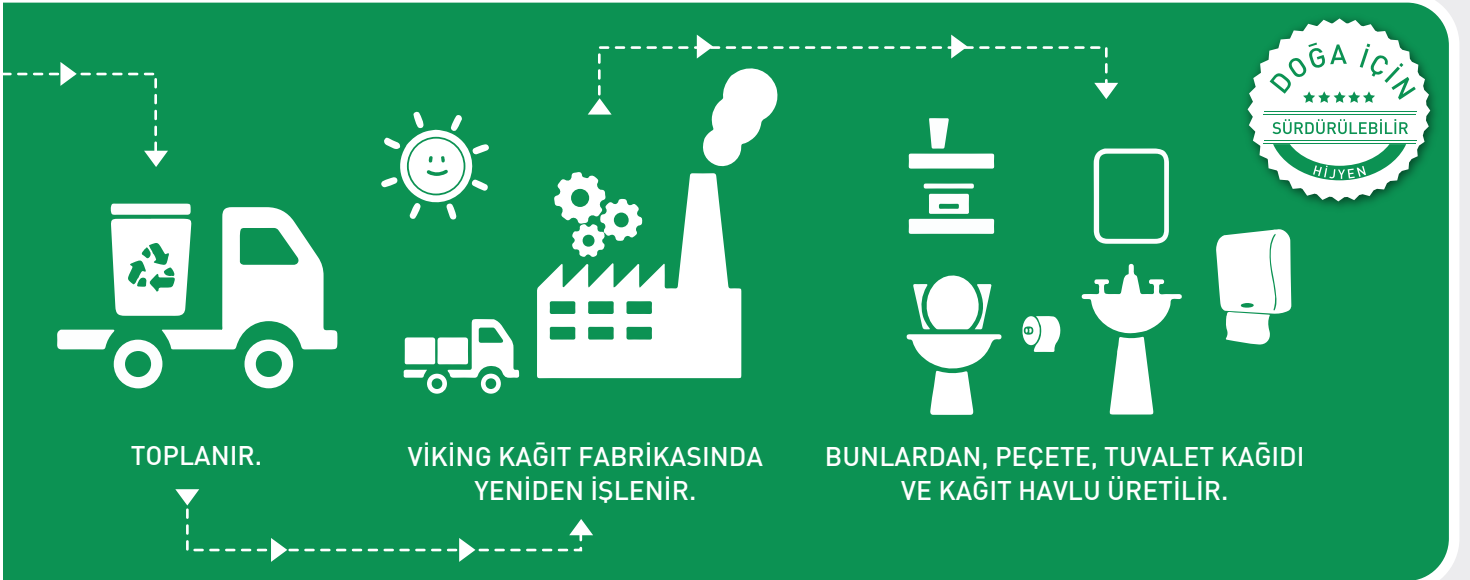 DOĞA İÇİN
SÜRDÜRÜLEBİLİR
HİJYEN
TOPLANIR.
VİKİNG KAĞIT FABRİKASINDA
YENİDEN İŞLENİR.
BUNLARDAN, PEÇETE, TUVALET KAĞIDI
VE KAĞIT HAVLU ÜRETİLİR.